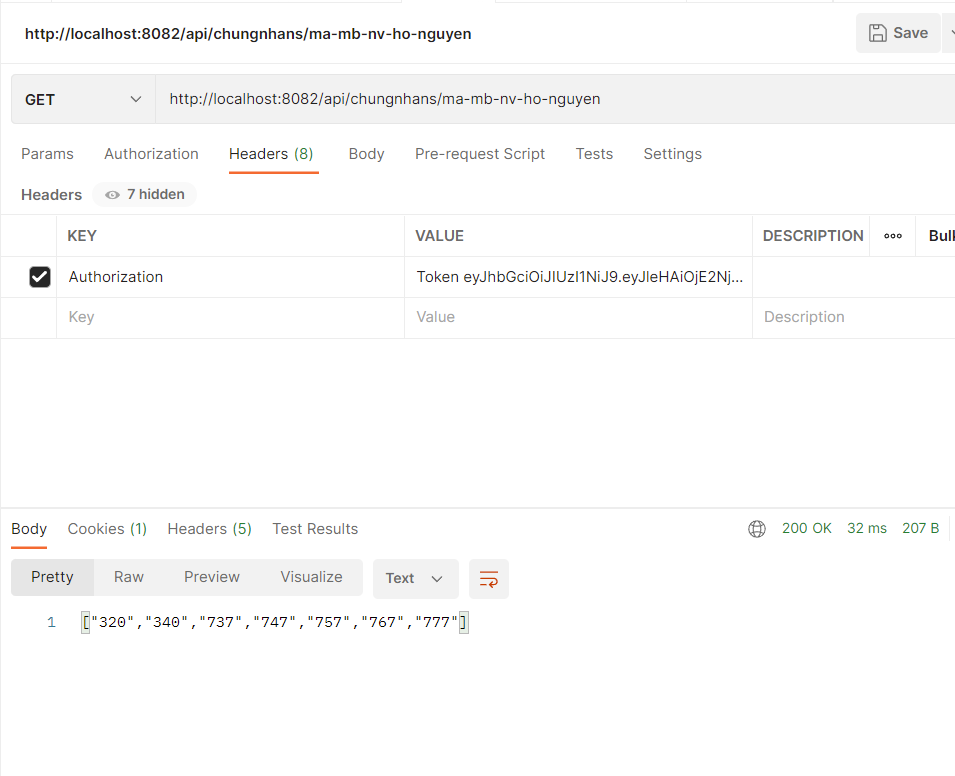 http://localhost:8082/api/chungnhans/ma-mb-nv-ho-nguyen
Save
GET
http://localhost:8082/api/chungnhans/ma-mb-nv-ho-nguyen
Params Authorization Headers (8) Body Pre-request Script Tests Settings
Headers 7 hidden
KEY VALUE DESCRIPTION ooo Bulk
Authorization Token eyJhbGciOiJIUzI1NiJ9.eyJleHAiOjE2Nj...
Key Value Description
Body Cookies (1) Headers (5) Test Results 200 OK 32 ms 207 B
Pretty Raw Preview Visualize Text
1 ["320","340","737","747","757","767","777"]